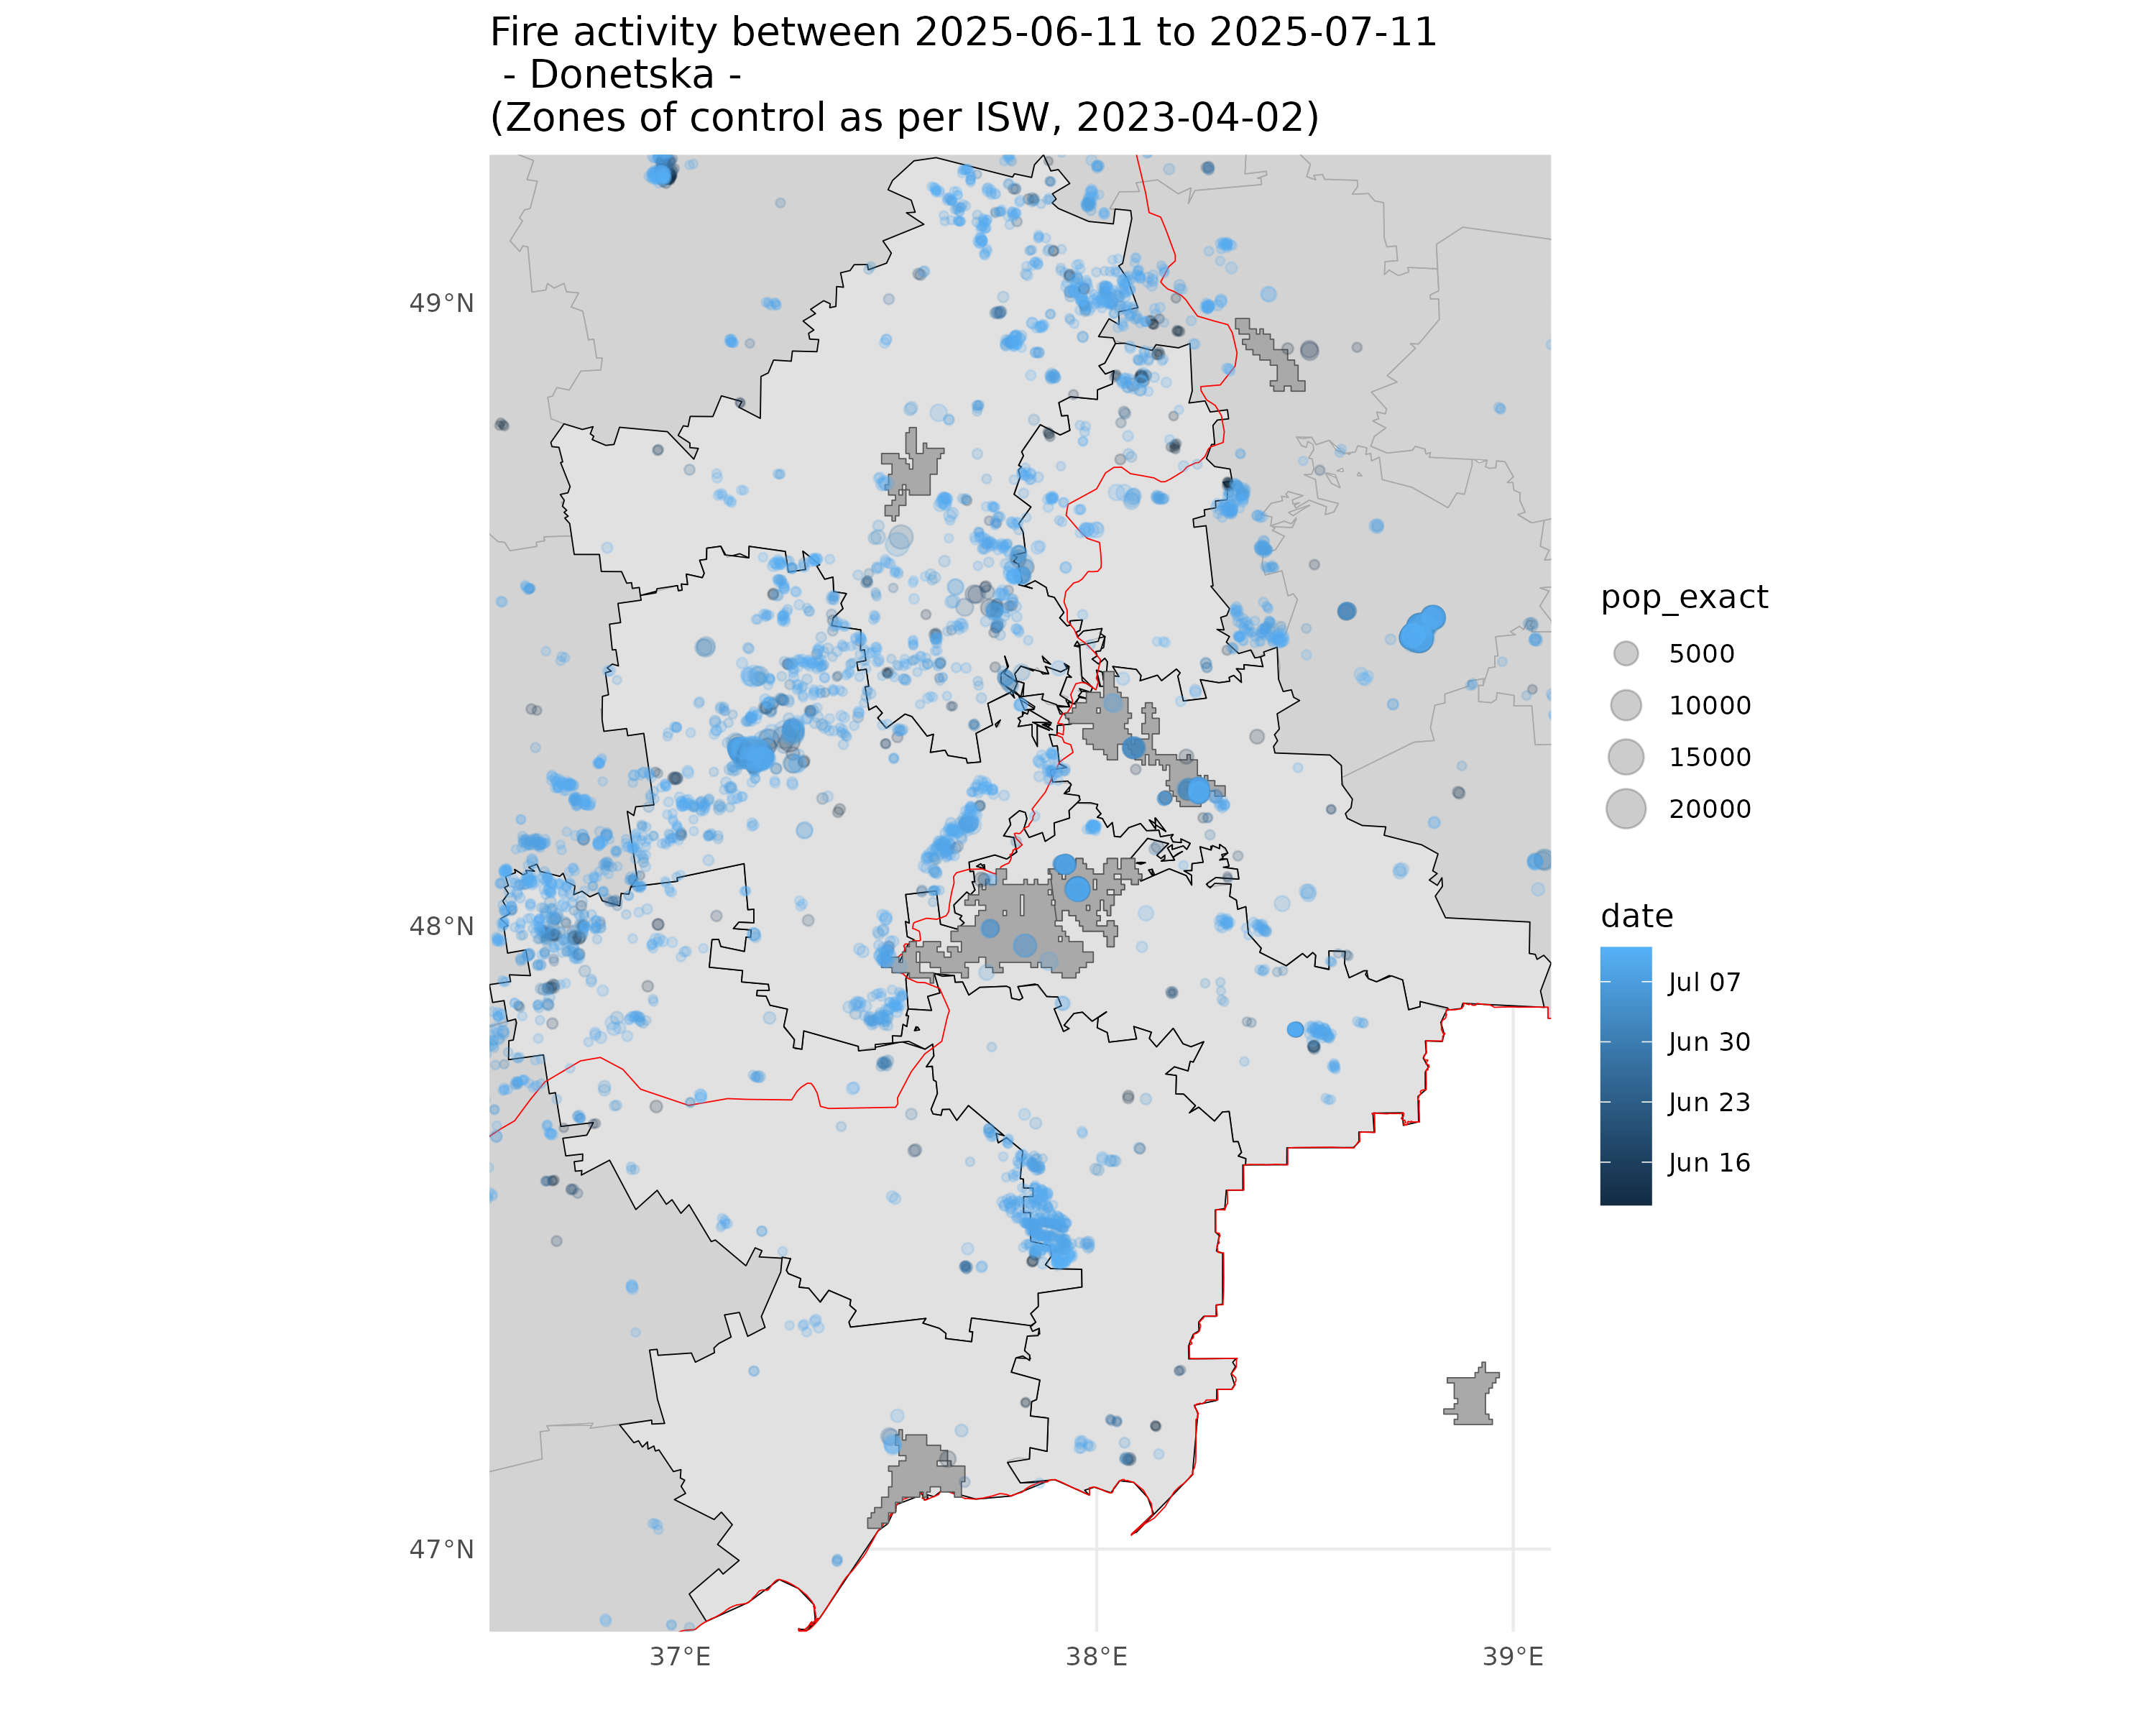 Fire activity between 2025-06-11 to 2025-07-11
- Donetska -
(Zones of control as per ISW, 2023-04-02)
49°N
48°N
47°N
37°E
38°E
39°E
pop_exact
5000
10000
15000
20000
date
Jul 07
Jun 30
Jun 23
Jun 16